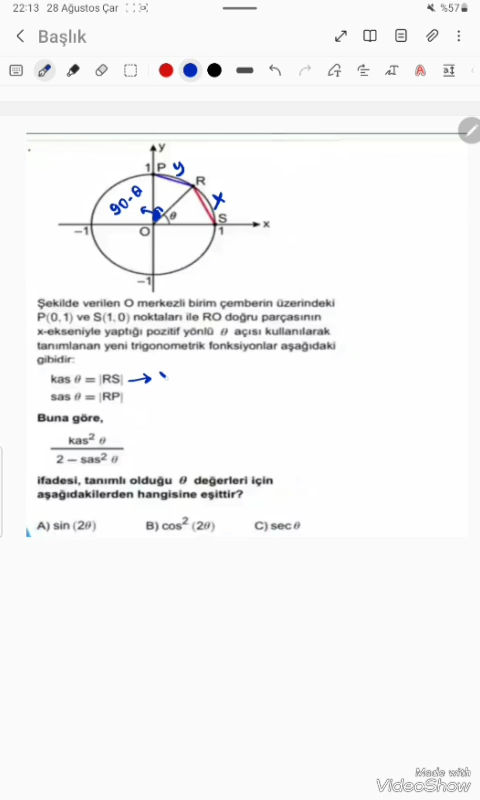 22:13 28 Ağustos Çar %57
Başlık
y
1 P y
R
x
90-θ
θ
S
-1 O 1 x
-1
Şekilde verilen O merkezli birim çemberin üzerindeki
P(0, 1) ve S(1, 0) noktaları ile RO doğru parçasının
x-ekseniyle yaptığı pozitif yönlü θ açısı kullanılarak
tanımlanan yeni trigonometrik fonksiyonlar aşağıdaki
gibidir:
kas θ = |RS| →
sas θ = |RP|
Buna göre,
kas² θ
2 – sas² θ
ifadesi, tanımlı olduğu θ değerleri için
aşağıdakilerden hangisine eşittir?
A) sin (2θ) B) cos² (2θ) C) sec θ
Made with
VideoShow